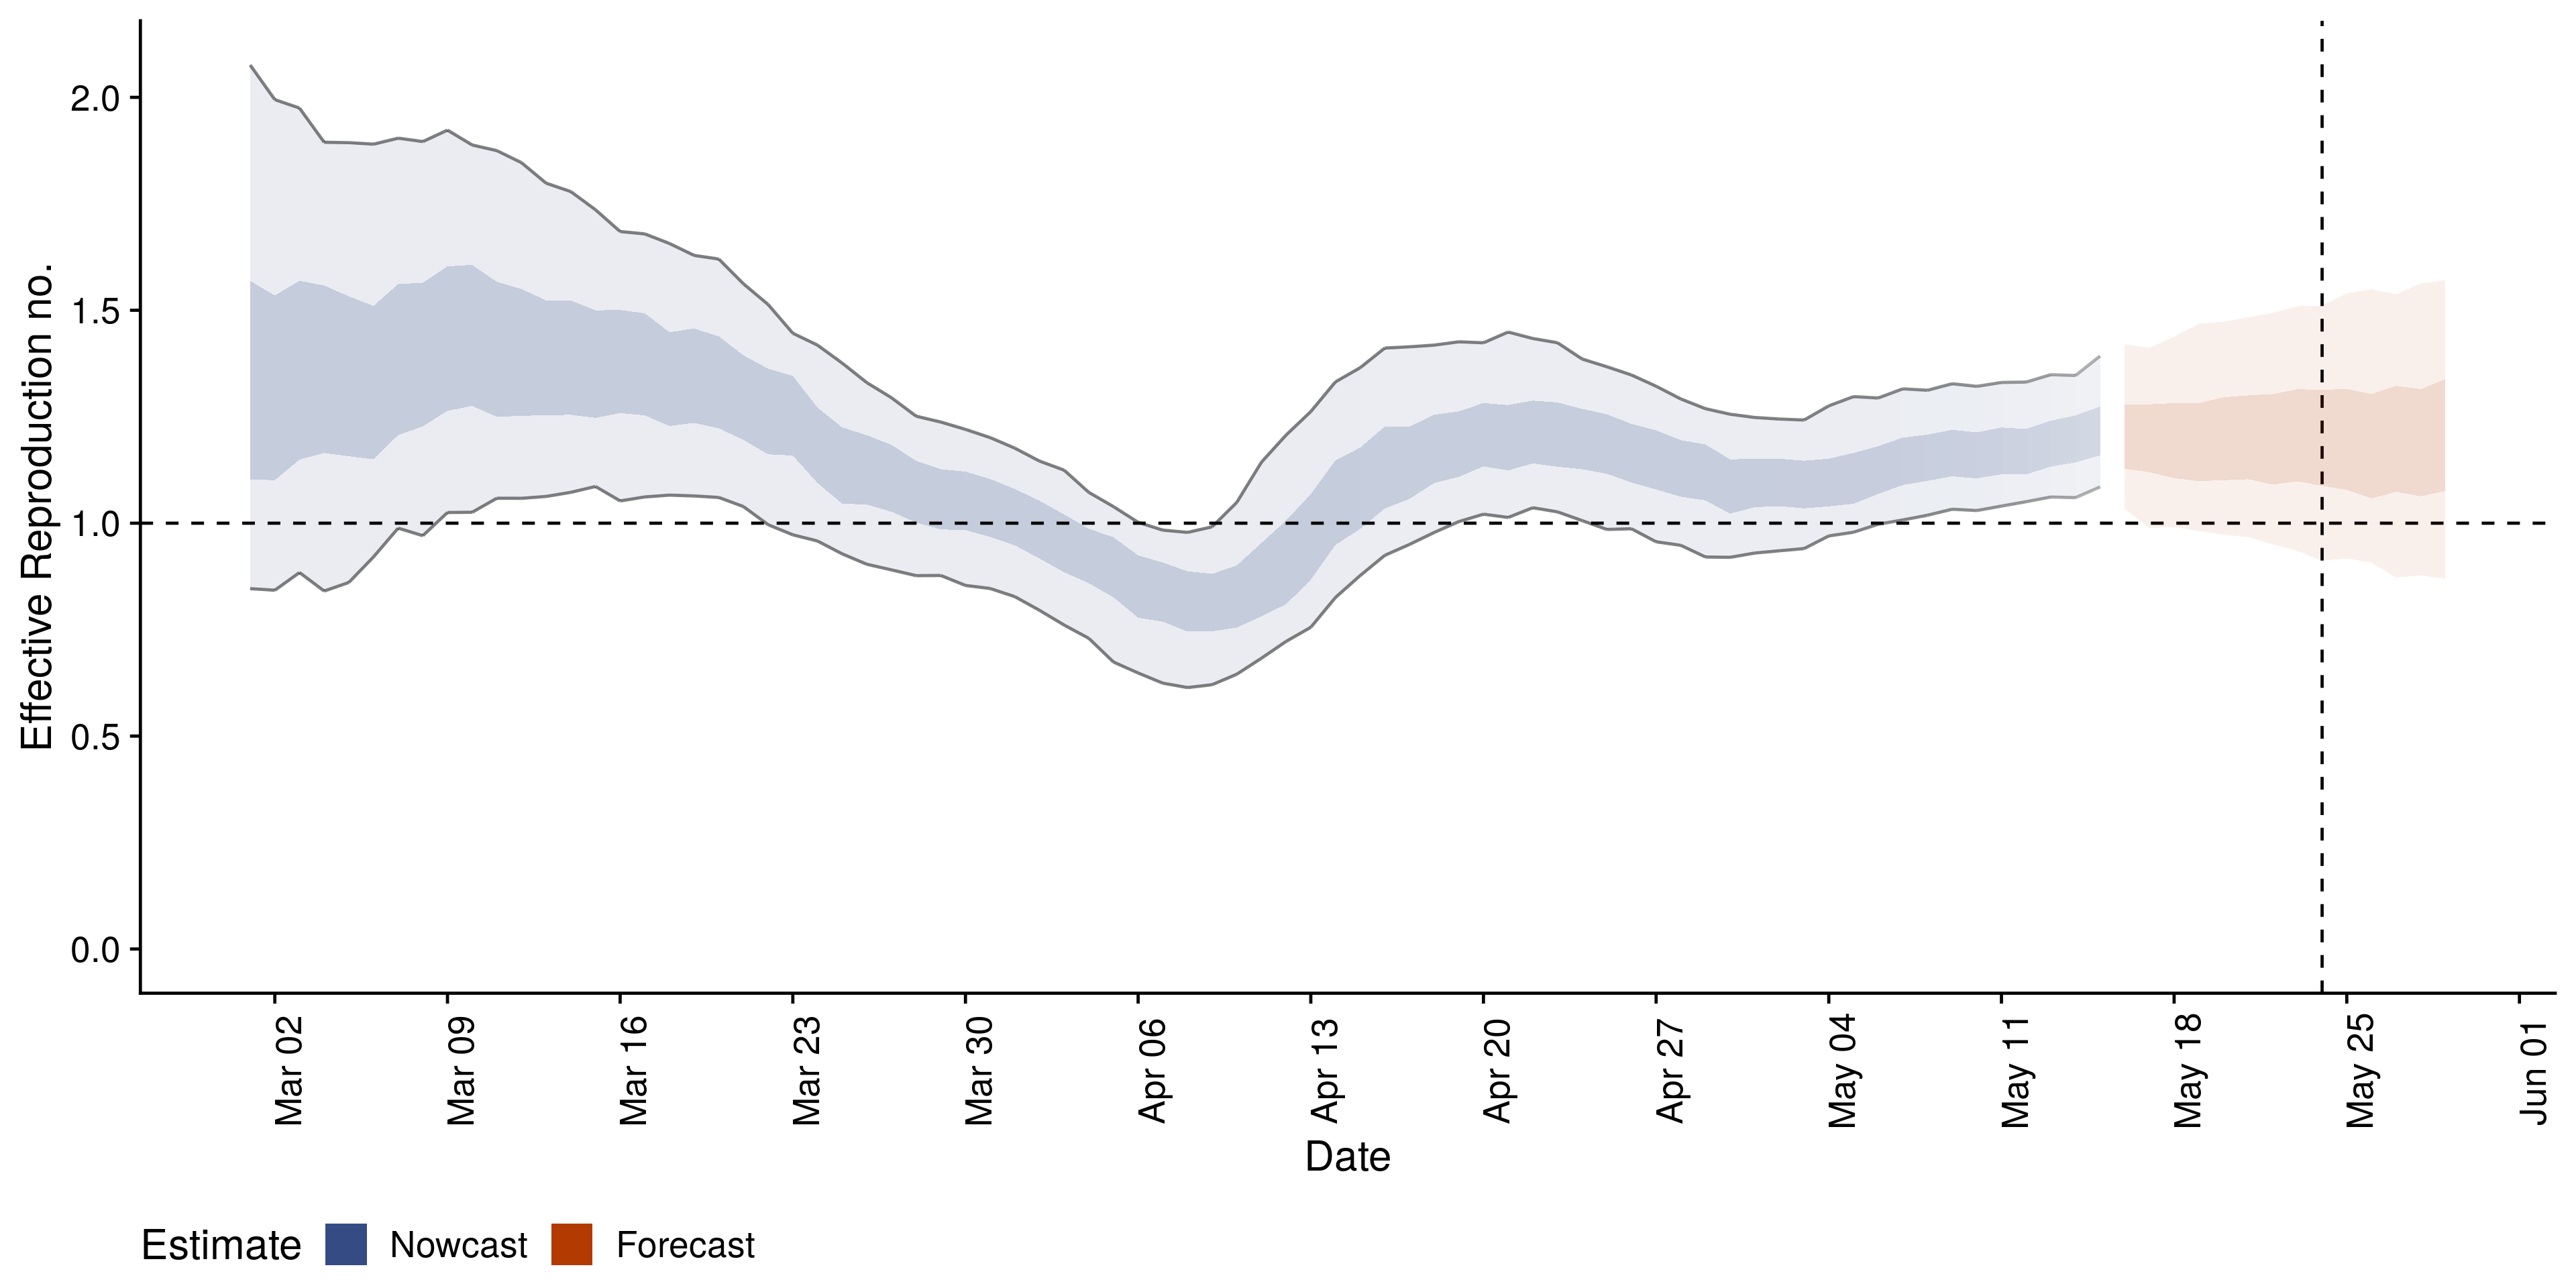 Effective Reproduction no.
2.0
1.5
1.0
0.5
0.0
Mar 02
Mar 09
Mar 16
Mar 23
Mar 30
Apr 06
Apr 13
Apr 20
Apr 27
May 04
May 11
May 18
May 25
Jun 01
Date
Estimate Nowcast Forecast